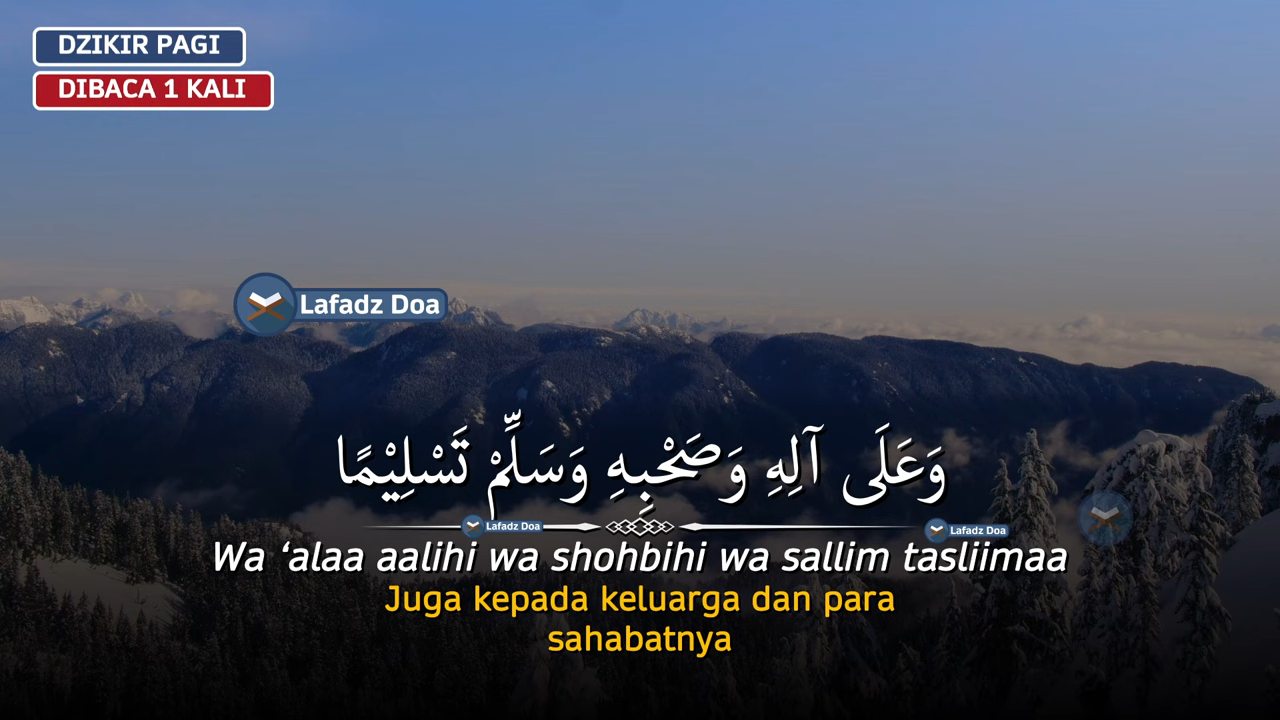 DZIKIR PAGI
DIBACA 1 KALI
Lafadz Doa
وَعَلَى آلِهِ وَصَحْبِهِ وَسَلِّمْ تَسْلِيْمًا
Lafadz Doa
Lafadz Doa
Wa ‘alaa aalihi wa shohbihi wa sallim tasliimaa
Juga kepada keluarga dan para
sahabatnya